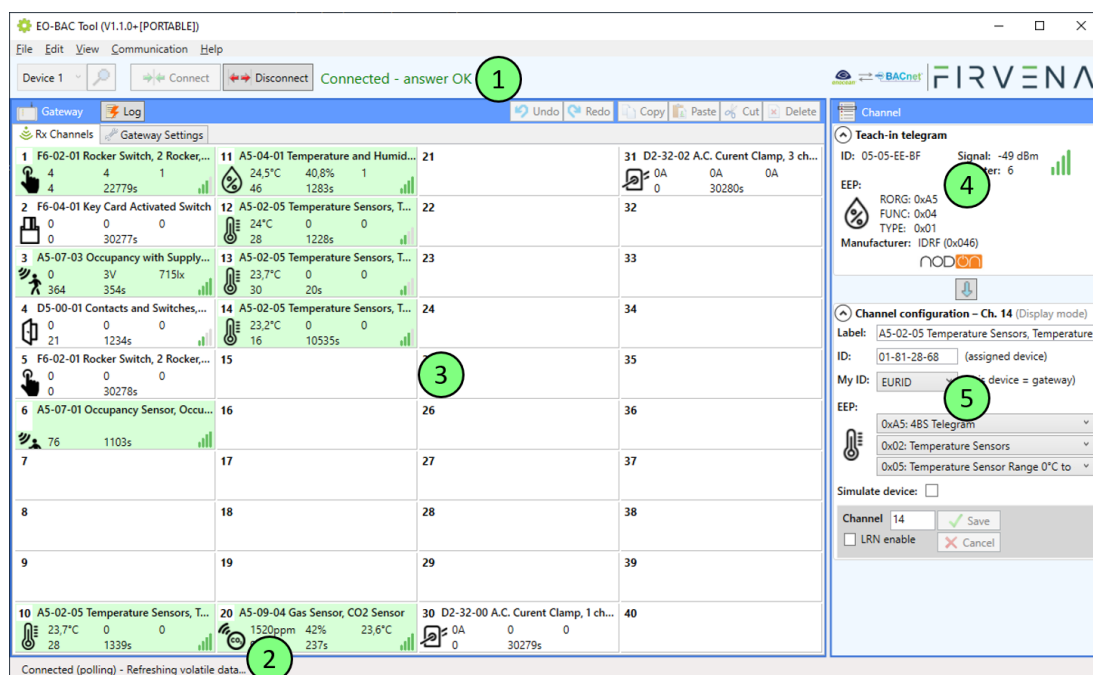 EO-BAC Tool (V1.1.0+[PORTABLE])
File Edit View Communication Help
Device 1 Connect Disconnect Connected - answer OK 1
enocean BACnet FIRVENA
Gateway Log Undo Redo Copy Paste Cut Delete
Rx Channels Gateway Settings
1 F6-02-01 Rocker Switch, 2 Rocker,...
4 4 1
4 22779s
2 F6-04-01 Key Card Activated Switch
0 0 0
0 30277s
3 A5-07-03 Occupancy with Supply...
0 3V 715lx
364 354s
4 D5-00-01 Contacts and Switches,...
0 0 0
21 1234s
5 F6-02-01 Rocker Switch, 2 Rocker,...
0 0 0
0 30278s
6 A5-07-01 Occupancy Sensor, Occu...
76 1103s
7
8
9
10 A5-02-05 Temperature Sensors, T...
23,7°C 0 0
28 1339s
11 A5-04-01 Temperature and Humid...
24,5°C 40,8% 1
46 1283s
12 A5-02-05 Temperature Sensors, T...
24°C 0 0
28 1228s
13 A5-02-05 Temperature Sensors, T...
23,7°C 0 0
30 20s
14 A5-02-05 Temperature Sensors, T...
23,2°C 0 0
16 10535s
15
16
17
18
19
20 A5-09-04 Gas Sensor, CO2 Sensor
1520ppm 42% 23,6°C
237s
21
22
23
24
3
26
27
28
29
30 D2-32-00 A.C. Curent Clamp, 1 ch...
0A 0 0
0 30279s
31 D2-32-02 A.C. Curent Clamp, 3 ch...
0A 0A 0A
0 30280s
32
33
34
35
36
37
38
39
40
Connected (polling) - Refreshing volatile data...
2
Channel
Teach-in telegram
ID: 05-05-EE-BF Signal: -49 dBm
6
4
EEP:
RORG: 0xA5
FUNC: 0x04
TYPE: 0x01
Manufacturer: IDRF (0x046)
NODON
Channel configuration – Ch. 14 (Display mode)
Label: A5-02-05 Temperature Sensors, Temperature
ID: 01-81-28-68 (assigned device)
My ID: EURID device = gateway)
5
EEP:
0xA5: 4BS Telegram
0x02: Temperature Sensors
0x05: Temperature Sensor Range 0°C to
Simulate device:
Channel 14 Save
LRN enable Cancel